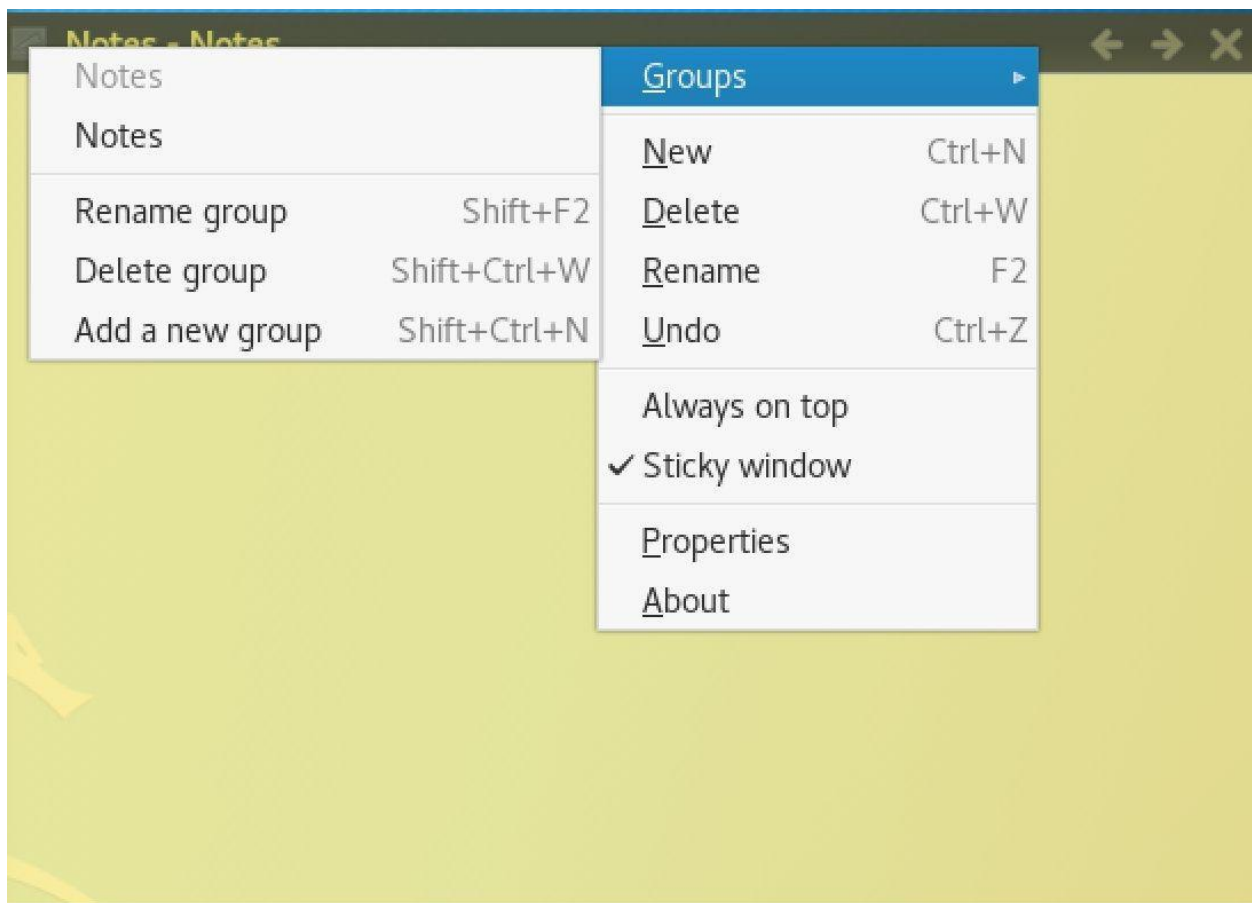 Notes - Notes
Notes
Notes
Rename group Shift+F2
Delete group Shift+Ctrl+W
Add a new group Shift+Ctrl+N
Groups
New Ctrl+N
Delete Ctrl+W
Rename F2
Undo Ctrl+Z
Always on top
Sticky window
Properties
About